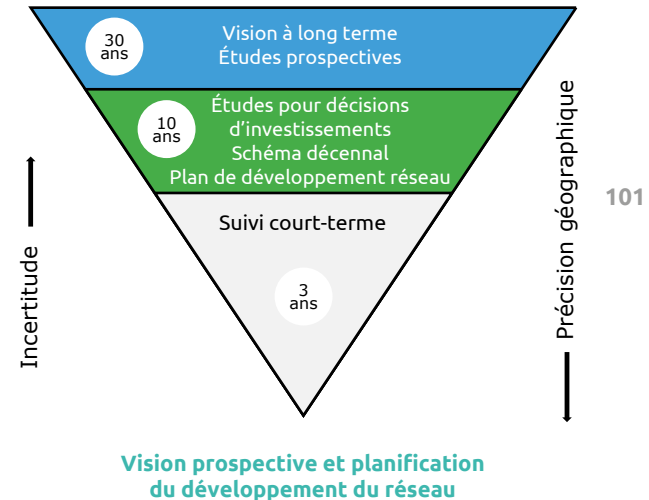 30
ans
Vision à long terme
Études prospectives
10
ans
Études pour décisions
d'investissements
Schéma décennal
Plan de développement réseau
Suivi court-terme
3
ans
Incertitude
Précision géographique
101
Vision prospective et planification
du développement du réseau